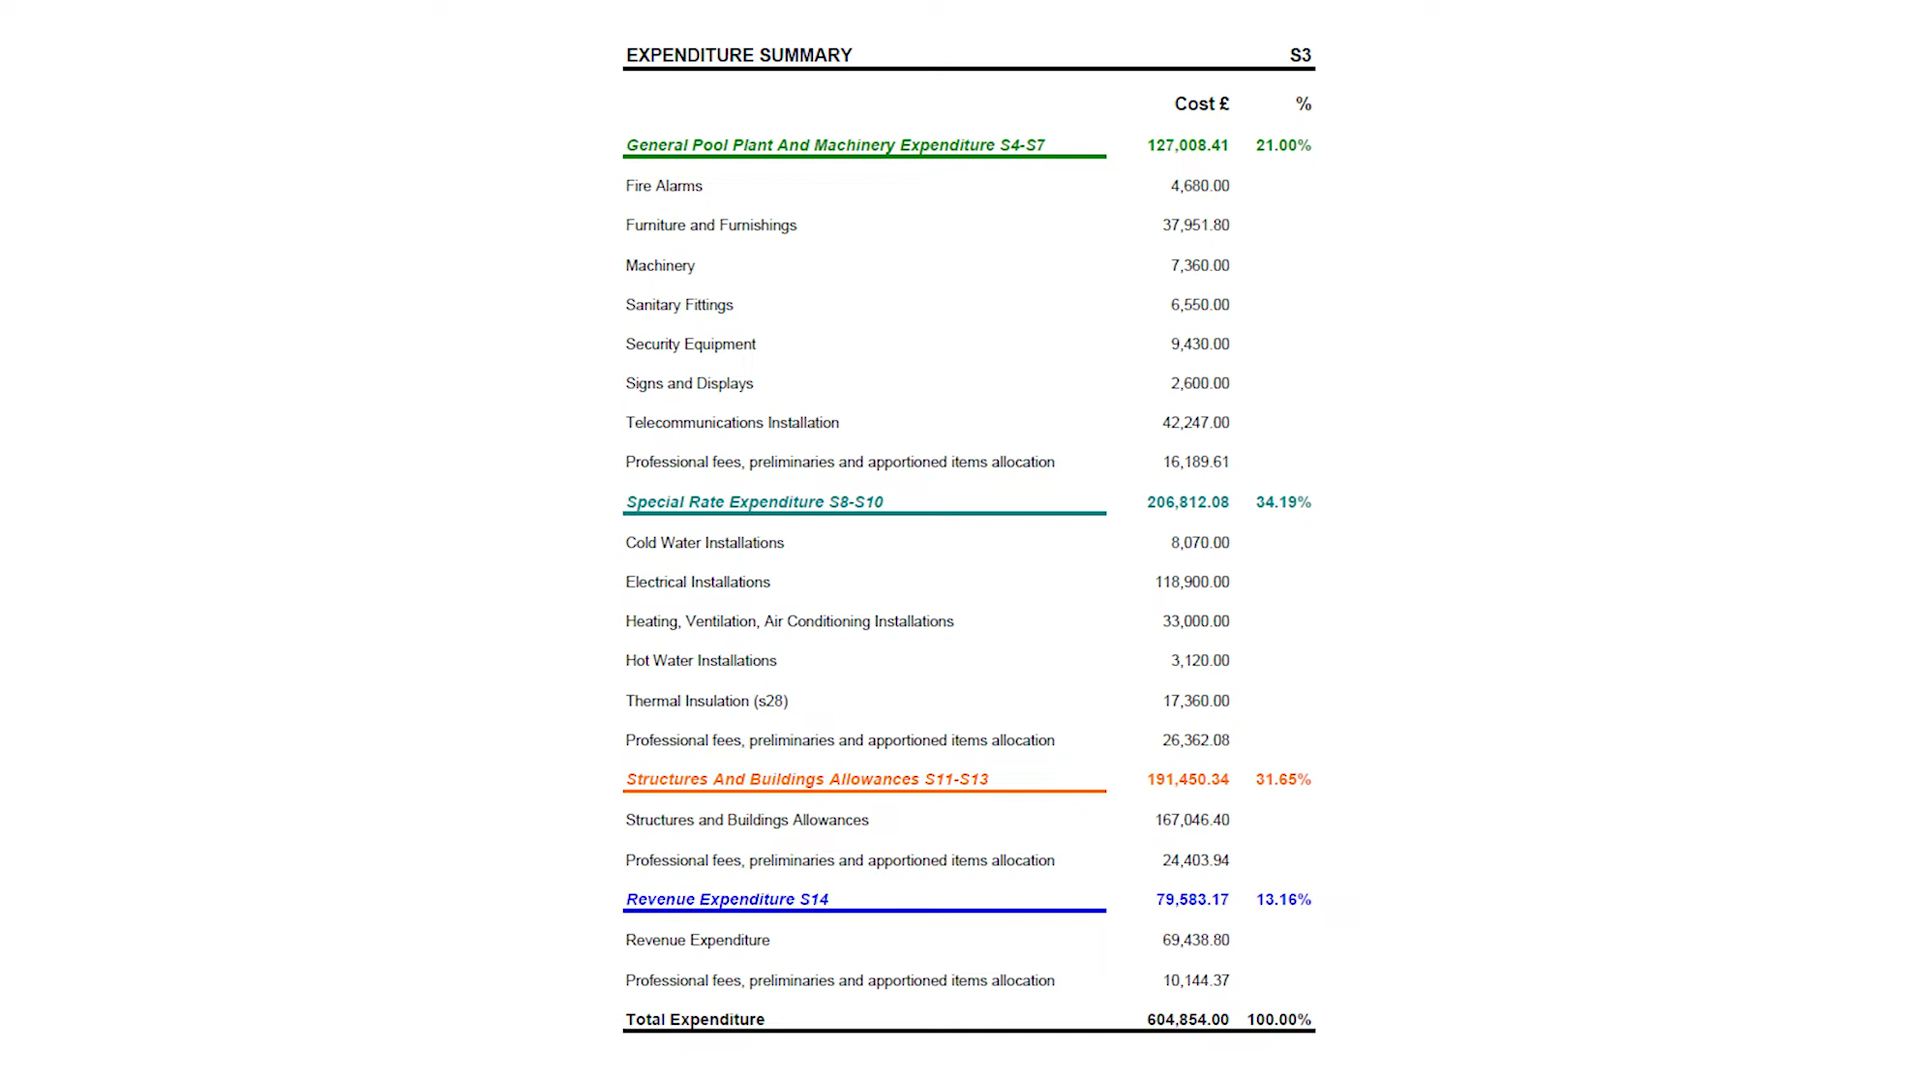 EXPENDITURE SUMMARY S3
Cost £ %
General Pool Plant And Machinery Expenditure S4-S7 127,008.41 21.00%
Fire Alarms 4,680.00
Furniture and Furnishings 37,951.80
Machinery 7,360.00
Sanitary Fittings 6,550.00
Security Equipment 9,430.00
Signs and Displays 2,600.00
Telecommunications Installation 42,247.00
Professional fees, preliminaries and apportioned items allocation 16,189.61
Special Rate Expenditure S8-S10 206,812.08 34.19%
Cold Water Installations 8,070.00
Electrical Installations 118,900.00
Heating, Ventilation, Air Conditioning Installations 33,000.00
Hot Water Installations 3,120.00
Thermal Insulation (s28) 17,360.00
Professional fees, preliminaries and apportioned items allocation 26,362.08
Structures And Buildings Allowances S11-S13 191,450.34 31.65%
Structures and Buildings Allowances 167,046.40
Professional fees, preliminaries and apportioned items allocation 24,403.94
Revenue Expenditure S14 79,583.17 13.16%
Revenue Expenditure 69,438.80
Professional fees, preliminaries and apportioned items allocation 10,144.37
Total Expenditure 604,854.00 100.00%